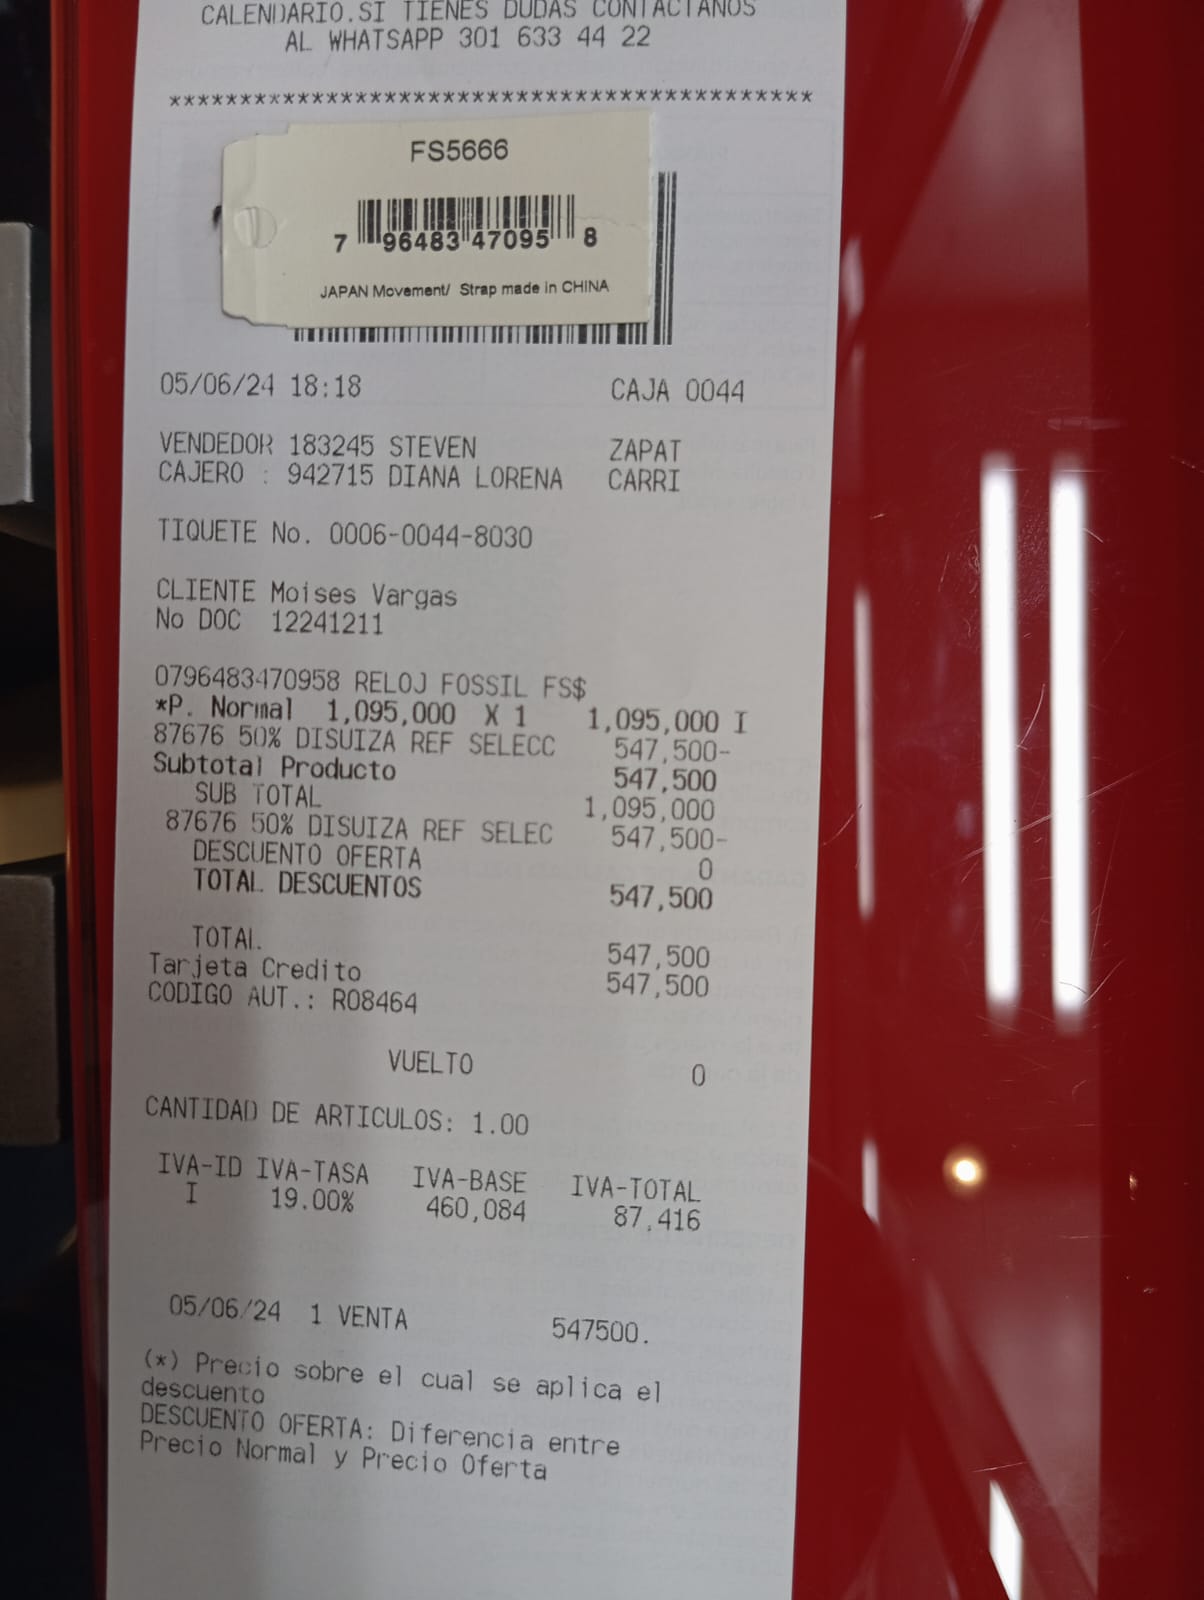 CALENDARIO.SI TIENES DUDAS CONTACTANOS
AL WHATSAPP 301 633 44 22
*********************************************
FS5666
7 96483 47095 8
JAPAN Movement/ Strap made in CHINA
05/06/24 18:18 CAJA 0044
VENDEDOR 183245 STEVEN ZAPAT
CAJERO : 942715 DIANA LORENA CARRI
TIQUETE No. 0006-0044-8030
CLIENTE Moises Vargas
No DOC 12241211
0796483470958 RELOJ FOSSIL FS$
*P. Normal 1,095,000 X 1 1,095,000 I
87676 50% DISUIZA REF SELECC 547,500-
Subtotal Producto 547,500
SUB TOTAL 1,095,000
87676 50% DISUIZA REF SELEC 547,500-
DESCUENTO OFERTA 0
TOTAL DESCUENTOS 547,500
TOTAL 547,500
Tarjeta Credito 547,500
CODIGO AUT.: R08464
VUELTO 0
CANTIDAD DE ARTICULOS: 1.00
IVA-ID IVA-TASA IVA-BASE IVA-TOTAL
I 19.00% 460,084 87,416
05/06/24 1 VENTA 547500.
(*) Precio sobre el cual se aplica el
descuento
DESCUENTO OFERTA: Diferencia entre
Precio Normal y Precio Oferta